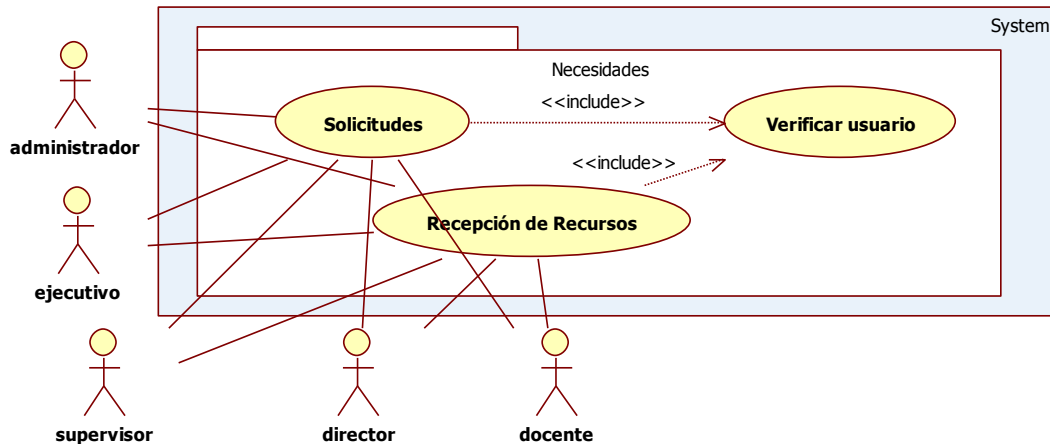 System
Necesidades
<<include>>
Solicitudes
Verificar usuario
administrador
<<include>>
Recepción de Recursos
ejecutivo
supervisor
director
docente